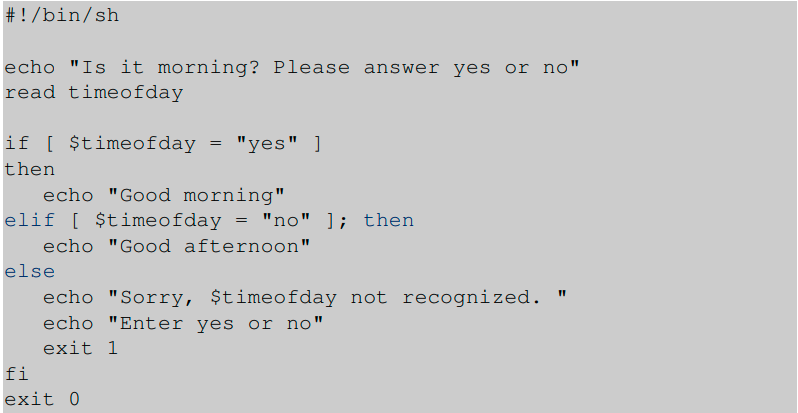 #!/bin/sh
echo "Is it morning? Please answer yes or no"
read timeofday
if [ $timeofday = "yes" ]
then
echo "Good morning"
elif [ $timeofday = "no" ]; then
echo "Good afternoon"
else
echo "Sorry, $timeofday not recognized. "
echo "Enter yes or no"
exit 1
fi
exit 0